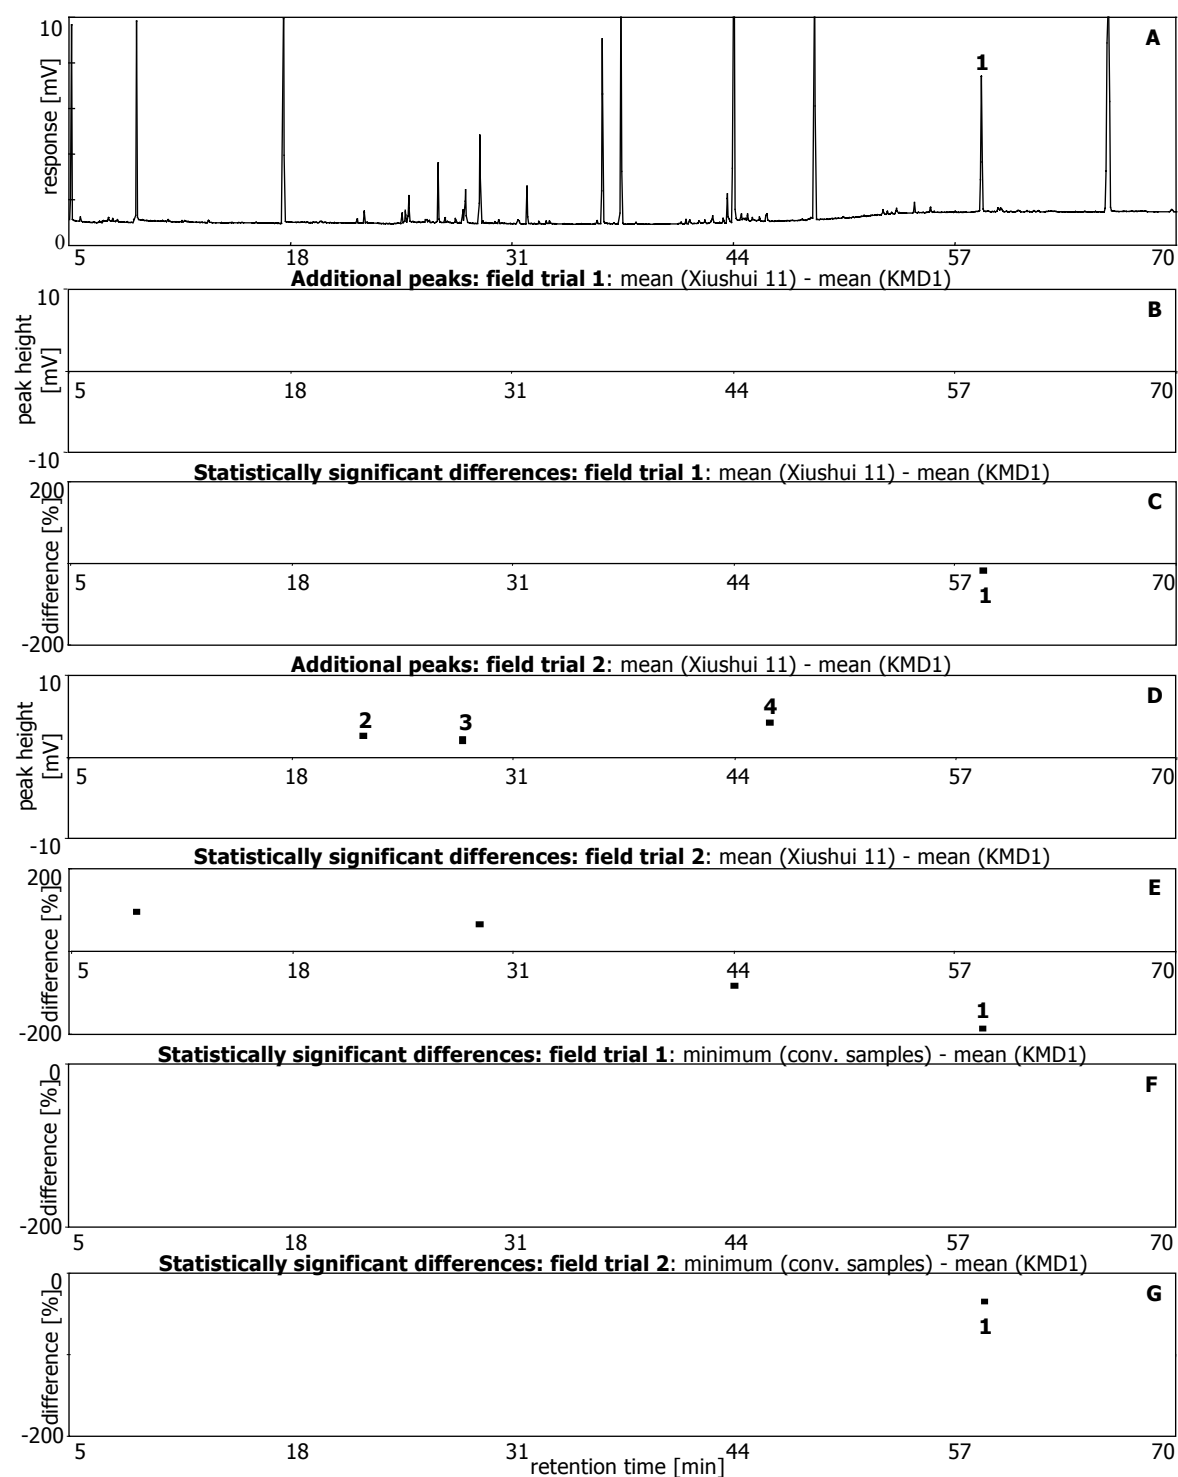 10
A
1
response [mV]
0
5 18 31 44 57 70
Additional peaks: field trial 1: mean (Xiushui 11) - mean (KMD1)
10
B
peak height
[mV]
5 18 31 44 57 70
-10
Statistically significant differences: field trial 1: mean (Xiushui 11) - mean (KMD1)
200
C
difference [%]
5 18 31 44 57 70
1
-200
Additional peaks: field trial 2: mean (Xiushui 11) - mean (KMD1)
10
D
2 3 4
peak height
[mV]
5 18 31 44 57 70
-10
Statistically significant differences: field trial 2: mean (Xiushui 11) - mean (KMD1)
200
E
difference [%]
5 18 31 44 57 70
1
-200
Statistically significant differences: field trial 1: minimum (conv. samples) - mean (KMD1)
0
F
difference [%]
-200
5 18 31 44 57 70
Statistically significant differences: field trial 2: minimum (conv. samples) - mean (KMD1)
0
G
difference [%]
1
-200
5 18 31 44 57 70
retention time [min]